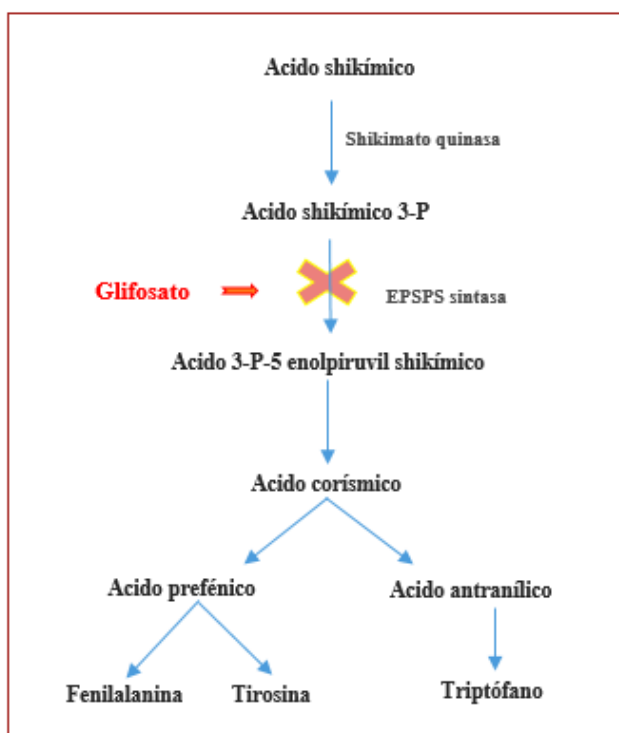 Acido shikímico
Shikimato quinasa
Acido shikímico 3-P
Glifosato
EPSPS sintasa
Acido 3-P-5 enolpiruvil shikímico
Acido corísmico
Acido prefénico
Acido antranílico
Fenilalanina
Tirosina
Triptófano